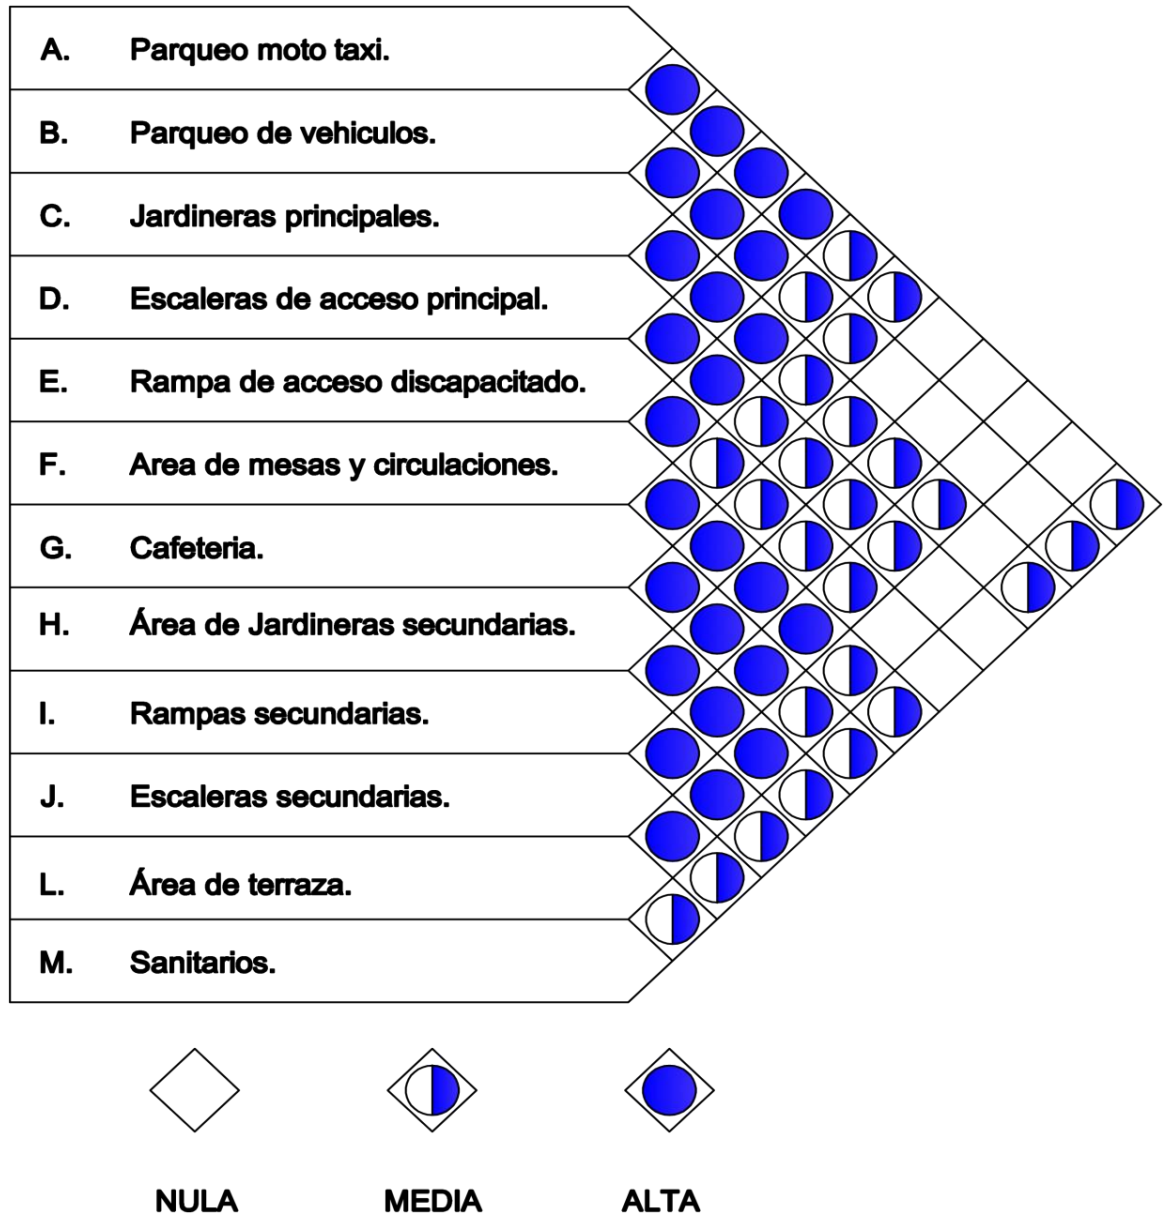 A. Parqueo moto taxi.
B. Parqueo de vehiculos.
C. Jardineras principales.
D. Escaleras de acceso principal.
E. Rampa de acceso discapacitado.
F. Area de mesas y circulaciones.
G. Cafeteria.
H. Área de Jardineras secundarias.
I. Rampas secundarias.
J. Escaleras secundarias.
L. Área de terraza.
M. Sanitarios.
NULA MEDIA ALTA